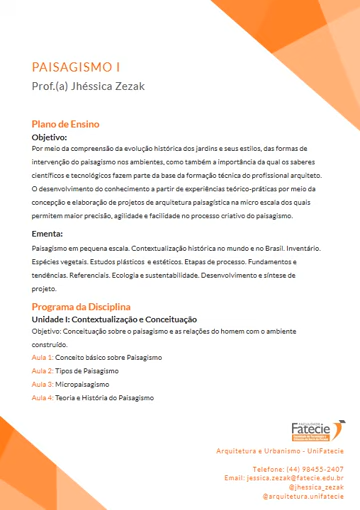 PAISAGISMO I
Prof.(a) Jhéssica Zezak
Plano de Ensino
Objetivo:
Por meio da compreensão da evolução histórica dos jardins e seus estilos, das formas de
intervenção do paisagismo nos ambientes, como também a importância da qual os saberes
científicos e tecnológicos fazem parte da base da formação técnica do profissional arquiteto.
O desenvolvimento do conhecimento a partir de experiências teórico-práticas por meio da
concepção e elaboração de projetos de arquitetura paisagística na micro escala dos quais
permitem maior precisão, agilidade e facilidade no processo criativo do paisagismo.
Ementa:
Paisagismo em pequena escala. Contextualização histórica no mundo e no Brasil. Inventário.
Espécies vegetais. Estudos plásticos e estéticos. Etapas de processo. Fundamentos e
tendências. Referenciais. Ecologia e sustentabilidade. Desenvolvimento e síntese de
projeto.
Programa da Disciplina
Unidade I: Contextualização e Conceituação
Objetivo: Conceituação sobre o paisagismo e as relações do homem com o ambiente
construído.
Aula 1: Conceito básico sobre Paisagismo
Aula 2: Tipos de Paisagismo
Aula 3: Micropaisagismo
Aula 4: Teoria e História do Paisagismo
Fatecie
Arquitetura e Urbanismo - UniFatecie
Telefone: (44) 98455-2407
Email: jessica.zezak@fatecie.edu.br
@jhessica_zezak
@arquitetura.unifatecie